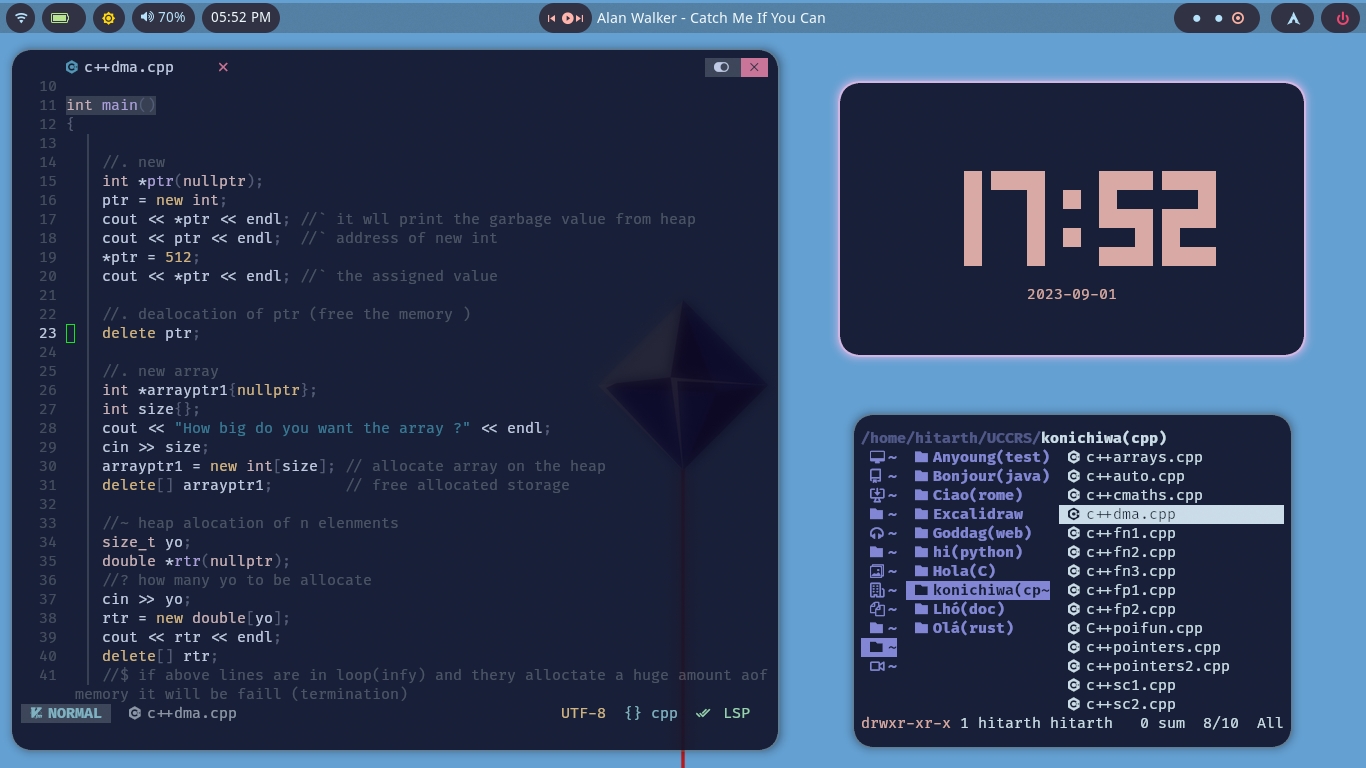 70% 05:52 PM Alan Walker - Catch Me If You Can
c++dma.cpp
10
11 int main()
12 {
13
14 //. new
15 int *ptr(nullptr);
16 ptr = new int;
17 cout << *ptr << endl; //` it wll print the garbage value from heap
18 cout << ptr << endl;  //` address of new int
19 *ptr = 512;
20 cout << *ptr << endl; //` the assigned value
21
22 //. dealocation of ptr (free the memory )
23 delete ptr;
24
25 //. new array
26 int *arrayptr1{nullptr};
27 int size{};
28 cout << "How big do you want the array ?" << endl;
29 cin >> size;
30 arrayptr1 = new int[size]; // allocate array on the heap
31 delete[] arrayptr1;        // free allocated storage
32
33 //~ heap alocation of n elenments
34 size_t yo;
35 double *rtr(nullptr);
36 //? how many yo to be allocate
37 cin >> yo;
38 rtr = new double[yo];
39 cout << rtr << endl;
40 delete[] rtr;
41 //$ if above lines are in loop(infy) and thery alloctate a huge amount aof
memory it will be faill (termination)
NORMAL c++dma.cpp UTF-8 {} cpp LSP
17:52
2023-09-01
/home/hitarth/UCCRS/konichiwa(cpp)
~ Anyoung(test) c++arrays.cpp
~ Bonjour(java) c++auto.cpp
~ Ciao(rome) c++cmaths.cpp
~ Excalidraw c++dma.cpp
~ Goddag(web) c++fn1.cpp
~ hi(python) c++fn2.cpp
~ Hola(C) c++fn3.cpp
~ konichiwa(cp~ c++fp1.cpp
~ Lhó(doc) c++fp2.cpp
~ Olá(rust) C++poifun.cpp
~ c++pointers.cpp
~ c++pointers2.cpp
c++sc1.cpp
c++sc2.cpp
drwxr-xr-x 1 hitarth hitarth 0 sum 8/10 All